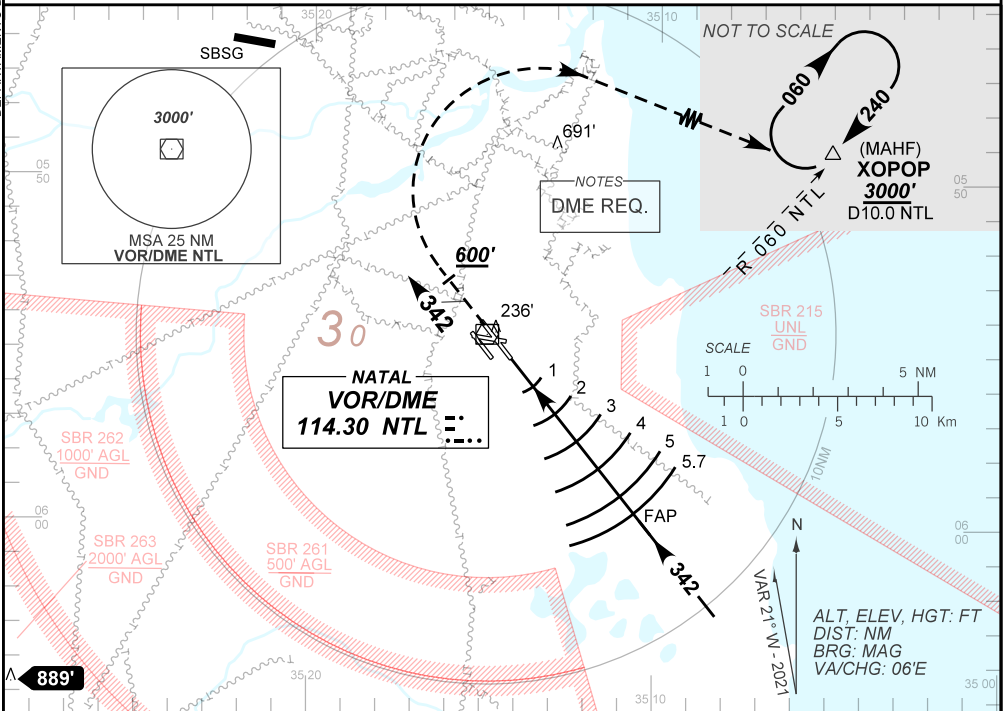 35 20
35 10
SBSG
NOT TO SCALE
060
240
(MAHF)
XOPOP
3000'
D10.0 NTL
R 060 NTL
3000'
MSA 25 NM
VOR/DME NTL
691'
NOTES
DME REQ.
05
50
05
50
600'
342
236'
30
NATAL
VOR/DME
114.30 NTL
SBR 215
UNL
GND
SCALE
1 0 5 NM
1 0 5 10 Km
1
2
3
4
5
5.7
FAP
342
10NM
SBR 262
1000' AGL
GND
SBR 263
2000' AGL
GND
SBR 261
500' AGL
GND
06
00
06
00
N
VAR 21° W - 2021
ALT, ELEV, HGT: FT
DIST: NM
BRG: MAG
VA/CHG: 06'E
889'
35 20
35 10
35 00